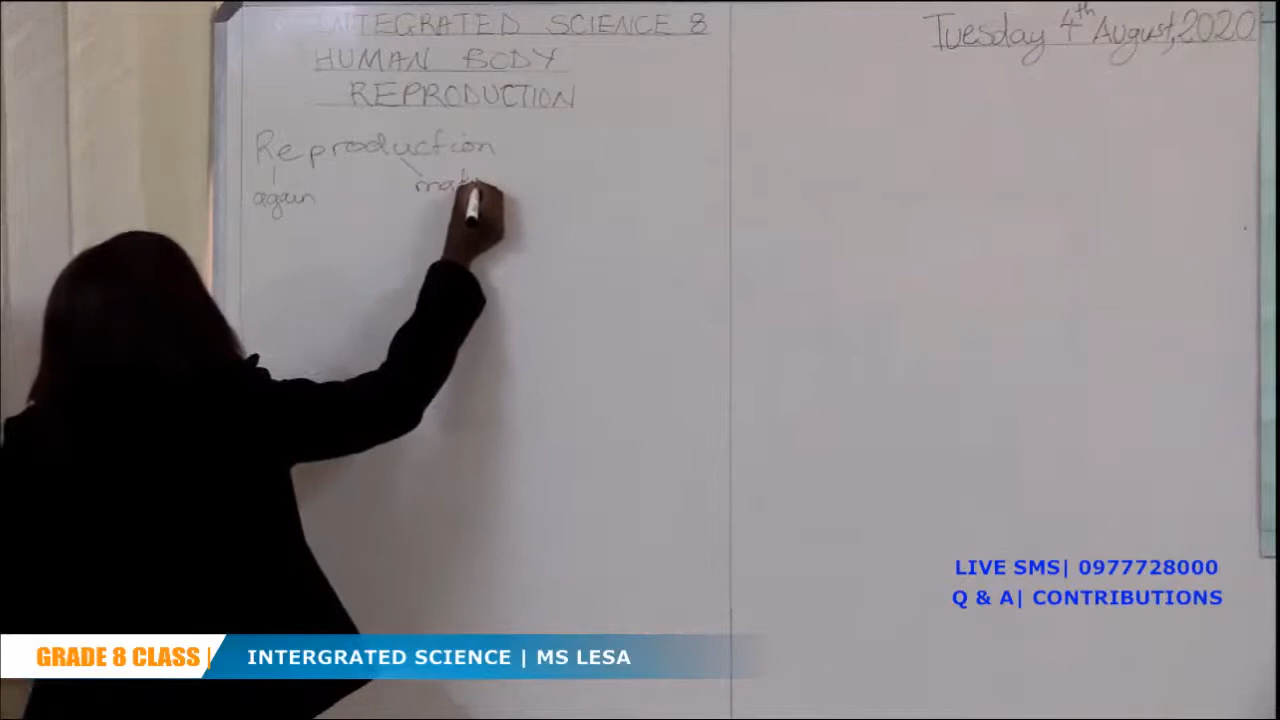 INTEGRATED SCIENCE 8
HUMAN BODY
REPRODUCTION
Tuesday 4th August, 2020
Reproduction
again
LIVE SMS| 0977728000
Q & A| CONTRIBUTIONS
GRADE 8 CLASS|
INTERGRATED SCIENCE | MS LESA